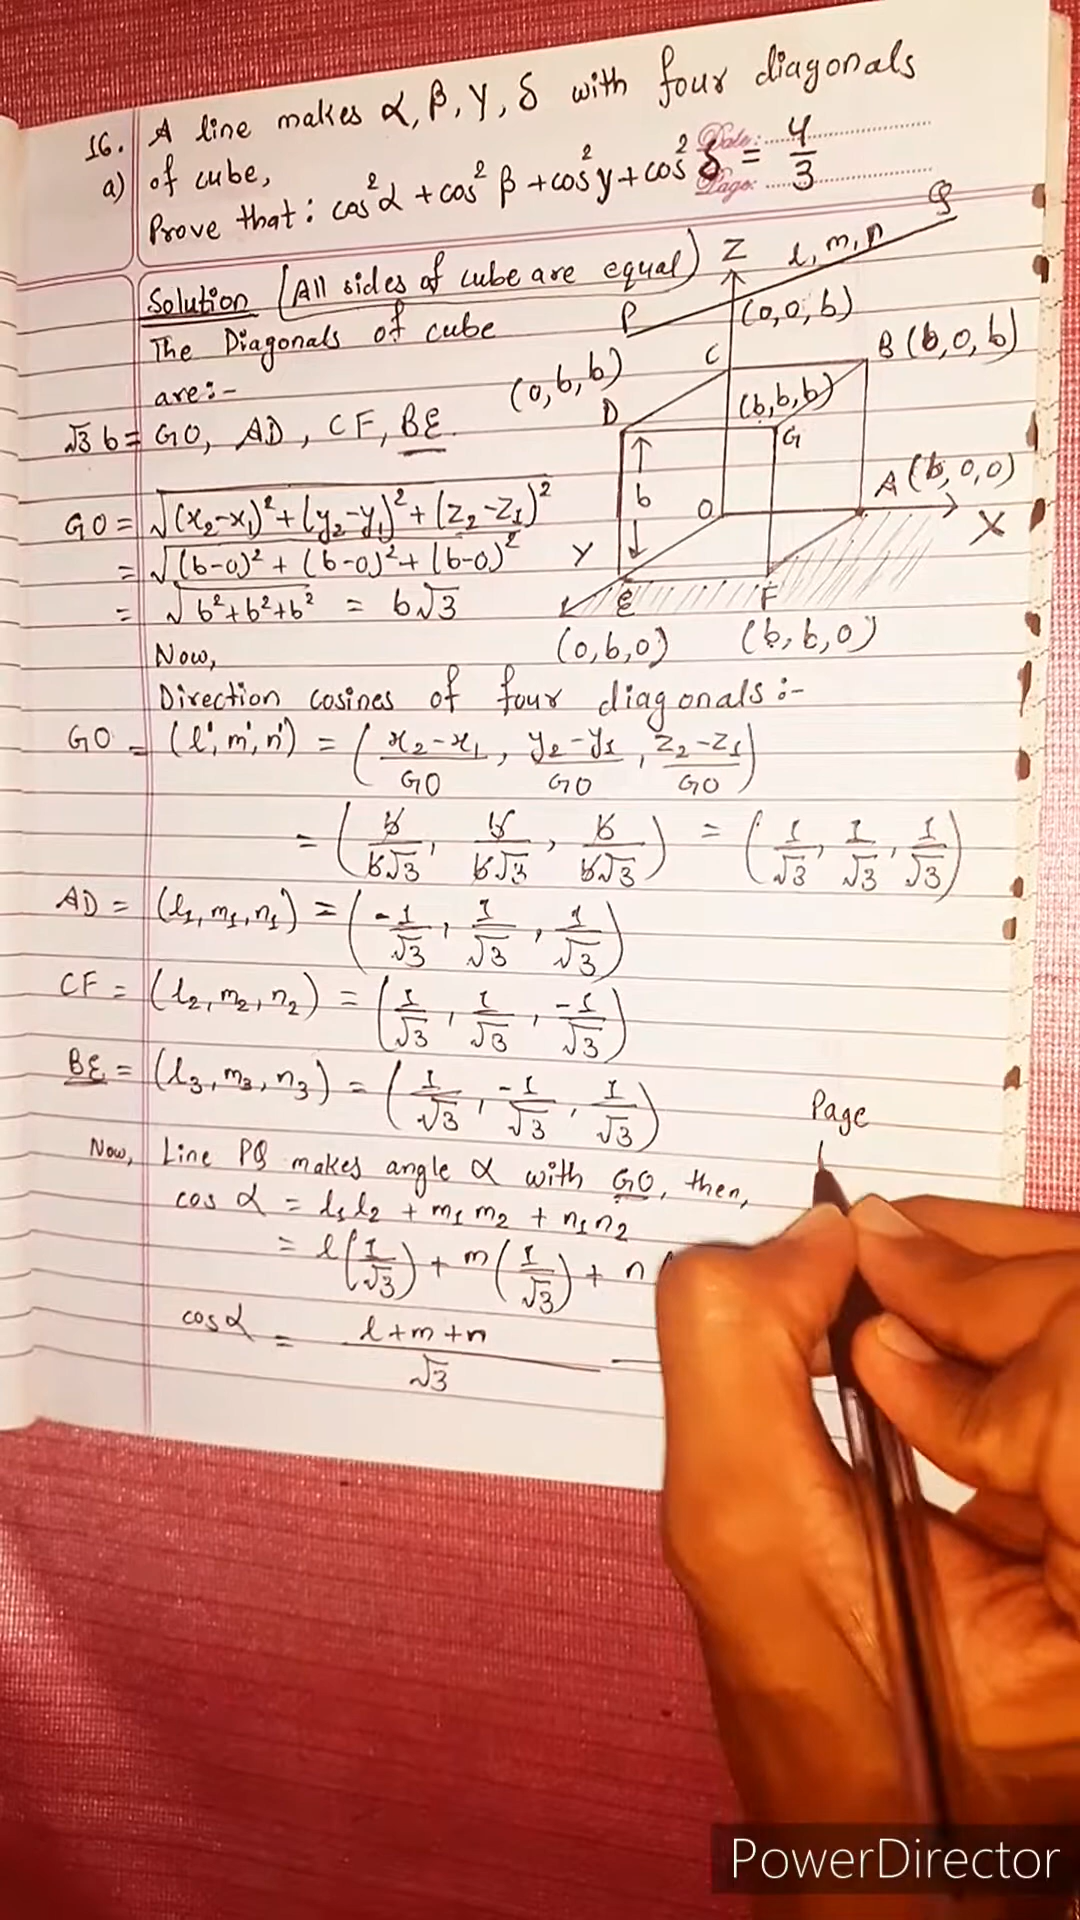 16. A line makes α, β, γ, δ with four diagonals
a) of cube,
Date:
Page:
Prove that : cos²α + cos²β + cos²γ + cos²δ = 4/3
Solution (All sides of cube are equal)
The Diagonals of cube
are:-
√3 b = GO, AD, CF, BE.
GO = √(x₂-x₁)² + (y₂-y₁)² + (z₂-z₁)²
= √(b-0)² + (b-0)² + (b-0)²
= √b²+b²+b² = b√3
Z
l, m, n
Q
P
(0,0,b)
C
B (b,0,b)
(0,b,b)
D
(b,b,b)
G
b
O
A (b,0,0)
X
Y
E
F
(0,b,0)
(b,b,0)
Now,
Direction cosines of four diagonals:-
GO = (l', m', n') = (x₂-x₁/GO, y₂-y₁/GO, z₂-z₁/GO)
= (b/b√3, b/b√3, b/b√3) = (1/√3, 1/√3, 1/√3)
AD = (l₁, m₁, n₁) = (-1/√3, 1/√3, 1/√3)
CF = (l₂, m₂, n₂) = (1/√3, 1/√3, -1/√3)
BE = (l₃, m₃, n₃) = (1/√3, -1/√3, 1/√3)
Page
Now, Line PQ makes angle α with GO, then,
cos α = l₁l₂ + m₁m₂ + n₁n₂
= l(1/√3) + m(1/√3) + n
cosα = l+m+n/√3
PowerDirector